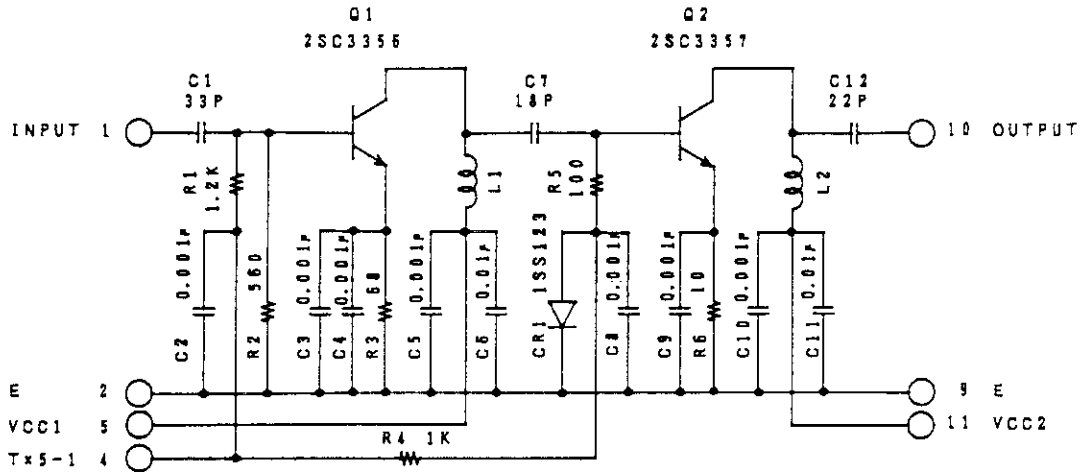 Q1
2SC3356
Q2
2SC3357
C1
33P
C7
18P
C12
22P
INPUT 1
10 OUTPUT
R1
1.2K
L1
R5
100
L2
C2
0.001μ
R2
560
C3
0.001μ
C4
0.001μ
R3
68
C5
0.001μ
C6
0.01μ
CR1
1SS123
C8
0.001μ
C9
0.001μ
R6
10
C10
0.001μ
C11
0.01μ
E 2
9 E
VCC1 5
11 VCC2
R4 1K
Tx5-1 4